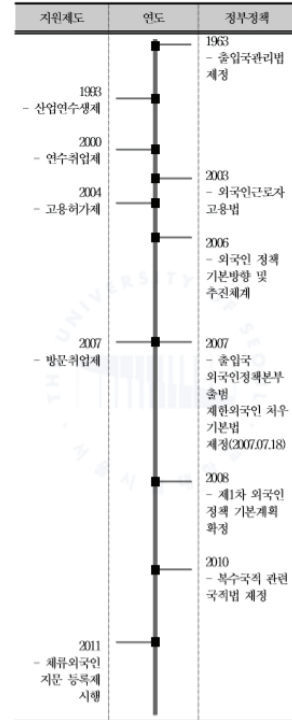 지원제도 연도 정부정책
1963
- 출입국관리법
제정
1993
- 산업연수생제
2000
- 연수취업제
2003
- 외국인근로자
고용법
2004
- 고용허가제
2006
- 외국인 정책
기본방향 및
추진체계
2007
- 방문취업제
2007
- 출입국
외국인정책본부
출범
재한외국인 처우
기본법
제정(2007.07.18)
2008
- 제1차 외국인
정책 기본계획
확정
2010
- 복수국적 관련
국적법 제정
2011
- 체류외국인
지문 등록제
시행
THE UNIVERSITY OF SEOUL